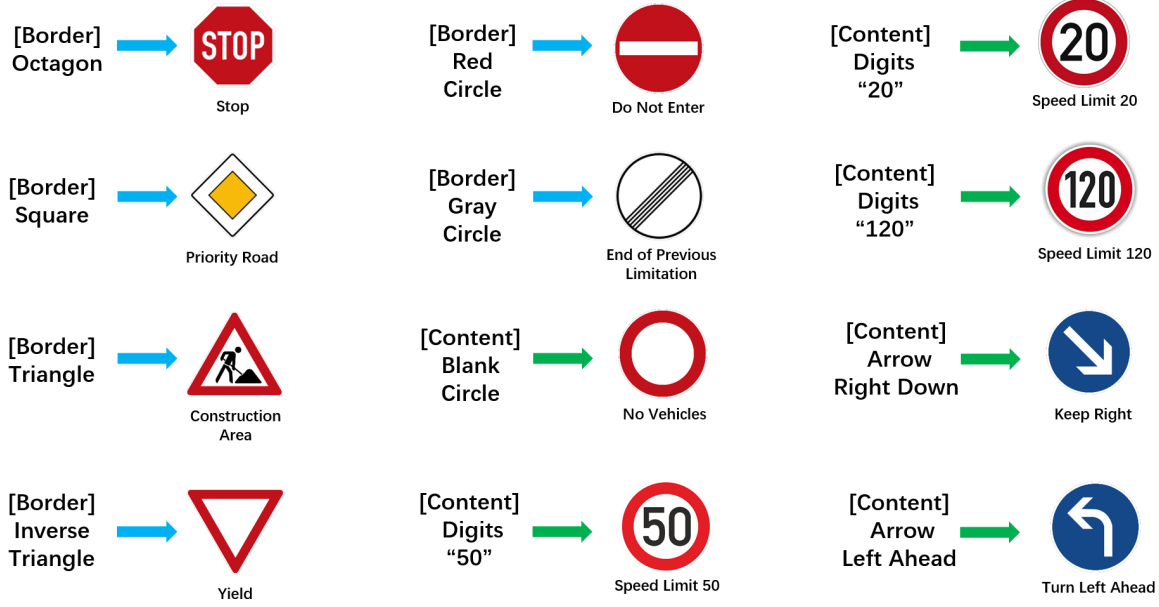 [Border]
Octagon
STOP
Stop
[Border]
Red
Circle
Do Not Enter
[Content]
Digits
“20”
20
Speed Limit 20
[Border]
Square
Priority Road
[Border]
Gray
Circle
End of Previous
Limitation
[Content]
Digits
“120”
120
Speed Limit 120
[Border]
Triangle
Construction
Area
[Content]
Blank
Circle
No Vehicles
[Content]
Arrow
Right Down
Keep Right
[Border]
Inverse
Triangle
Yield
[Content]
Digits
“50”
50
Speed Limit 50
[Content]
Arrow
Left Ahead
Turn Left Ahead